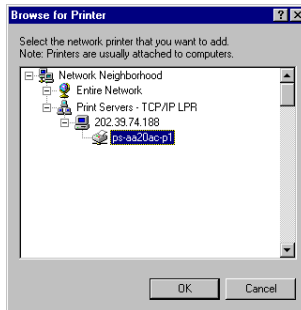 Browse for Printer
Select the network printer that you want to add.
Note: Printers are usually attached to computers.
Network Neighborhood
Entire Network
Print Servers - TCP/IP LPR
202.39.74.188
ps-aa20ac-p1
OK
Cancel